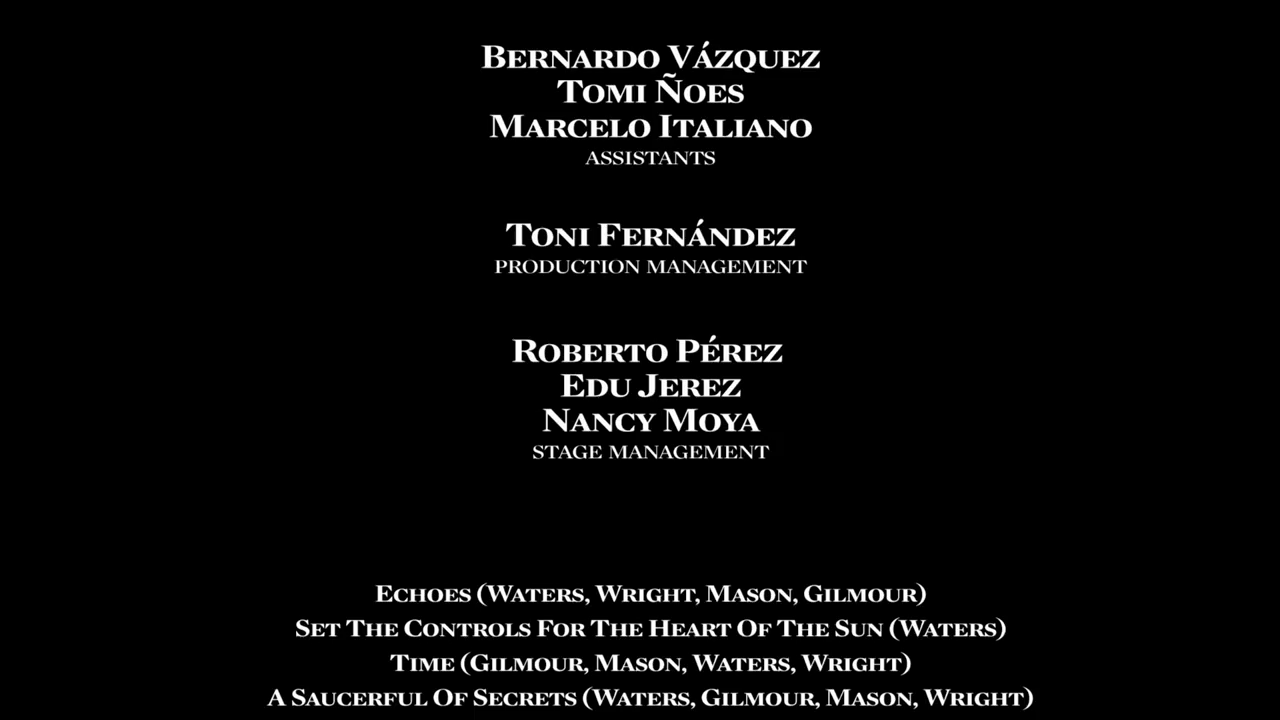 Bernardo Vázquez
Tomi Ñoes
Marcelo Italiano
ASSISTANTS
Toni Fernández
PRODUCTION MANAGEMENT
Roberto Pérez
Edu Jerez
Nancy Moya
STAGE MANAGEMENT
Echoes (Waters, Wright, Mason, Gilmour)
Set The Controls For The Heart Of The Sun (Waters)
Time (Gilmour, Mason, Waters, Wright)
A Saucerful Of Secrets (Waters, Gilmour, Mason, Wright)